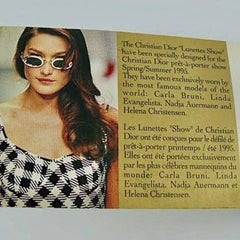 The Christian Dior "Lunettes Show"
have been specially designed for the
Christian Dior prêt-à-porter show
Spring/Summer 1995.
They have been exclusively worn by
the most famous models of the
world: Carla Bruni, Linda
Evangelista, Nadja Auermann and
Helena Christensen.
Les Lunettes "Show" de Christian
Dior ont été conçues pour le défilé de
prêt-à-porter printemps / été 1995.
Elles ont été portées exclusivement
par les plus célèbres mannequins du
monde: Carla Bruni, Linda
Evangelista, Nadja Auermann et
Helena Christensen.